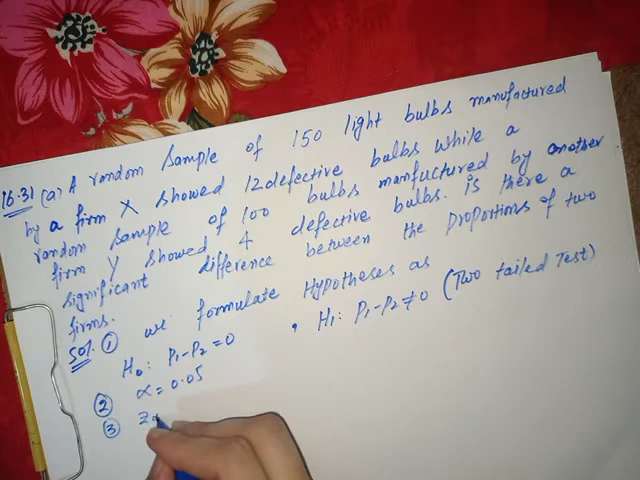 16.31 (a) A random sample of 150 light bulbs manufactured
by a firm X showed 12 defective bulbs while a
random sample of 100 bulbs manfuctured by another
firm Y showed 4 defective bulbs. is there a
significant difference between the proportions of two
firms.
Sol. ① we formulate Hypotheses as
H₀: P₁-P₂=0 , H₁: P₁-P₂≠0 (Two tailed Test)
② α=0.05
③ Z